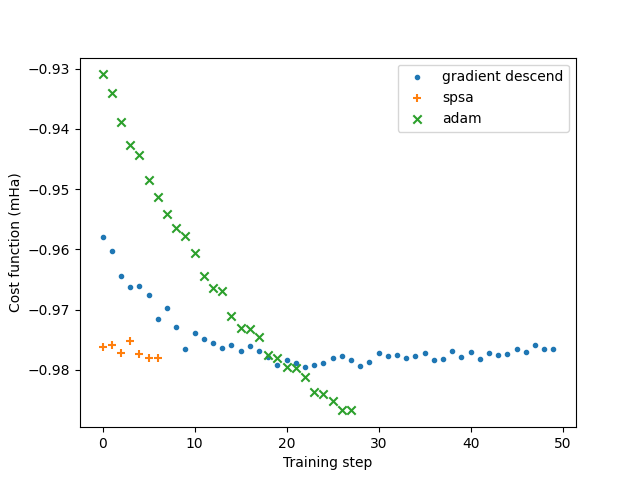 gradient descend
spsa
adam
−0.93
−0.94
−0.95
−0.96
−0.97
−0.98
Cost function (mHa)
0
10
20
30
40
50
Training step